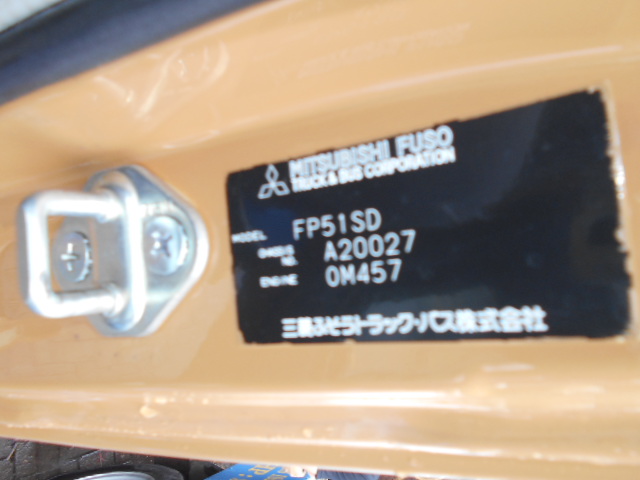 MITSUBISHI FUSO
TRUCK & BUS CORPORATION
MODEL FP51SD
CHASSIS NO. A20027
ENGINE 0M457
三菱ふそうトラック・バス株式会社